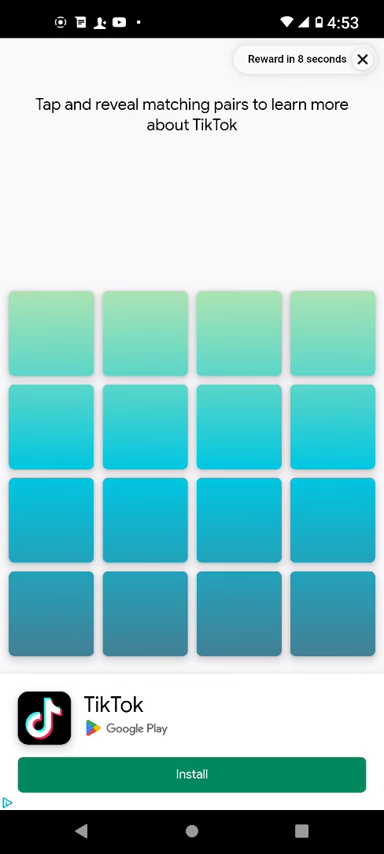 4:53
Reward in 8 seconds
Tap and reveal matching pairs to learn more
about TikTok
TikTok
Google Play
Install